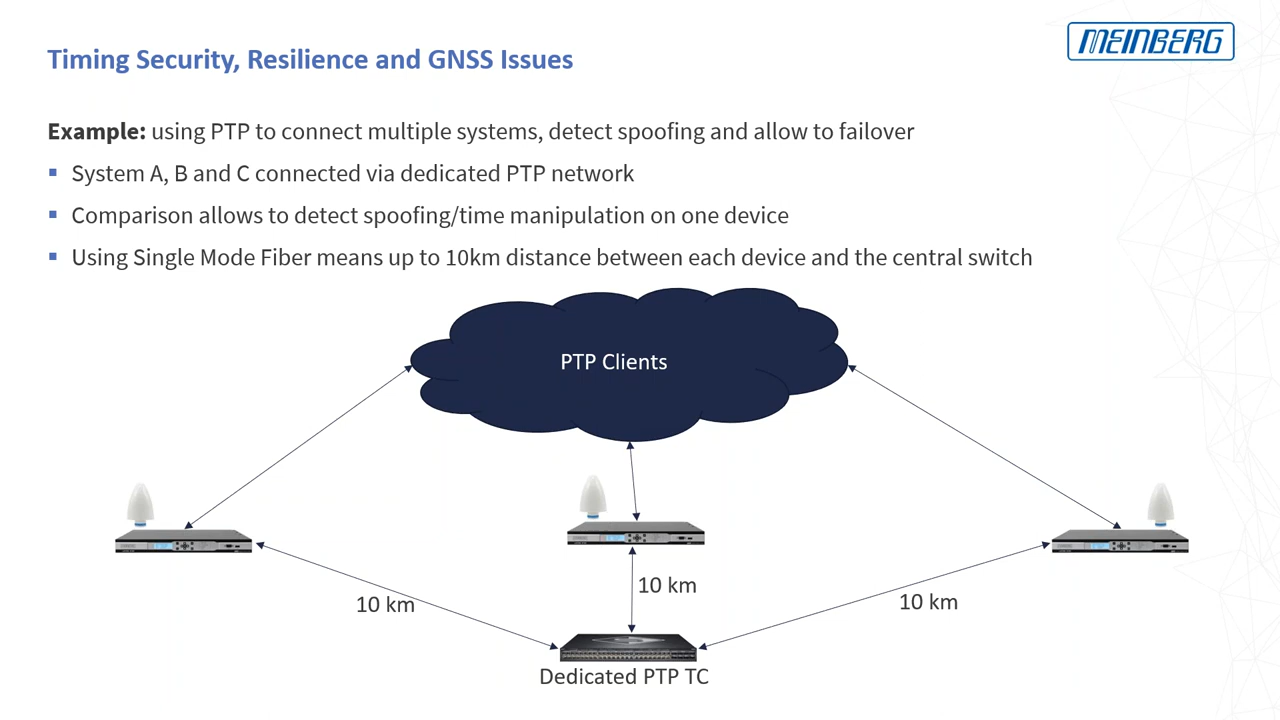 MEINBERG
Timing Security, Resilience and GNSS Issues
Example: using PTP to connect multiple systems, detect spoofing and allow to failover
System A, B and C connected via dedicated PTP network
Comparison allows to detect spoofing/time manipulation on one device
Using Single Mode Fiber means up to 10km distance between each device and the central switch
PTP Clients
10 km
10 km
10 km
Dedicated PTP TC